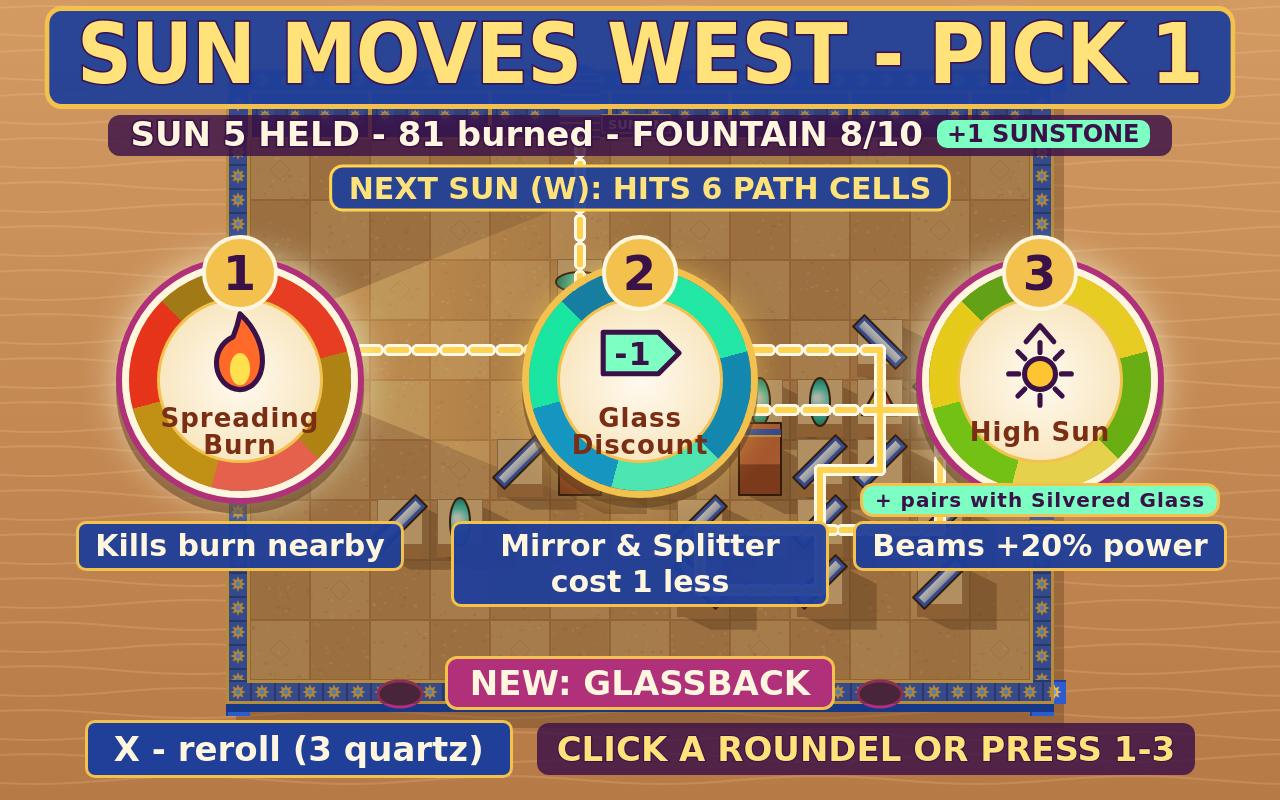 SUN MOVES WEST - PICK 1
SUN 5 HELD - 81 burned - FOUNTAIN 8/10 +1 SUNSTONE
NEXT SUN (W): HITS 6 PATH CELLS
1
2
3
-1
Spreading
Burn
Glass
Discount
High Sun
+ pairs with Silvered Glass
Kills burn nearby
Mirror & Splitter
cost 1 less
Beams +20% power
NEW: GLASSBACK
X - reroll (3 quartz)
CLICK A ROUNDEL OR PRESS 1-3